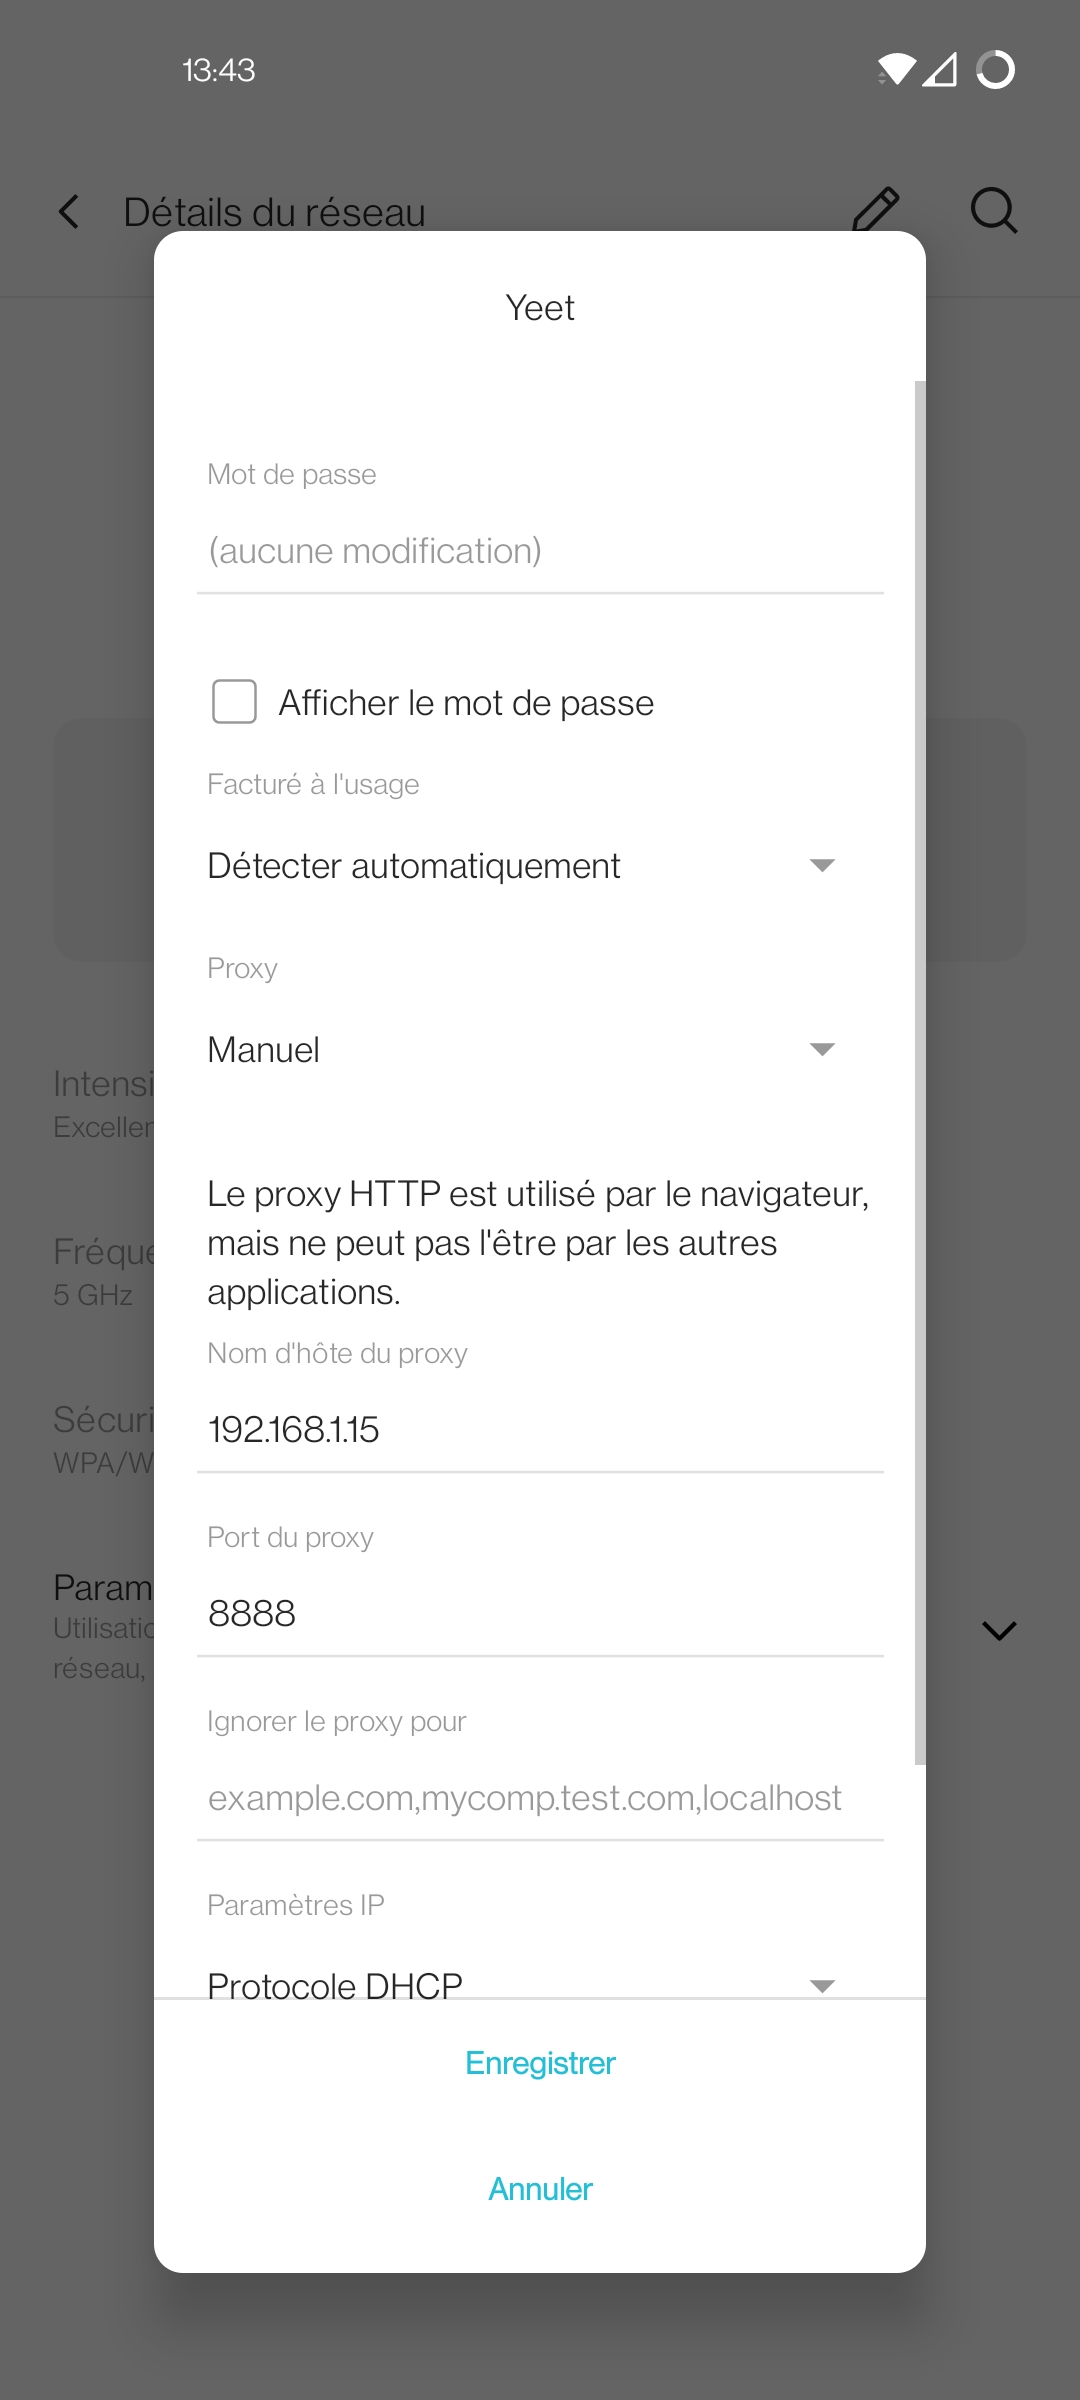 13:43
Détails du réseau
Yeet
Mot de passe
(aucune modification)
Afficher le mot de passe
Facturé à l'usage
Détecter automatiquement
Proxy
Manuel
Intensi
Excellen
Le proxy HTTP est utilisé par le navigateur,
mais ne peut pas l'être par les autres
applications.
Fréque
5 GHz
Nom d'hôte du proxy
192.168.1.15
Sécuri
WPA/W
Port du proxy
8888
Param
Utilisatio
réseau,
Ignorer le proxy pour
example.com,mycomp.test.com,localhost
Paramètres IP
Protocole DHCP
Enregistrer
Annuler